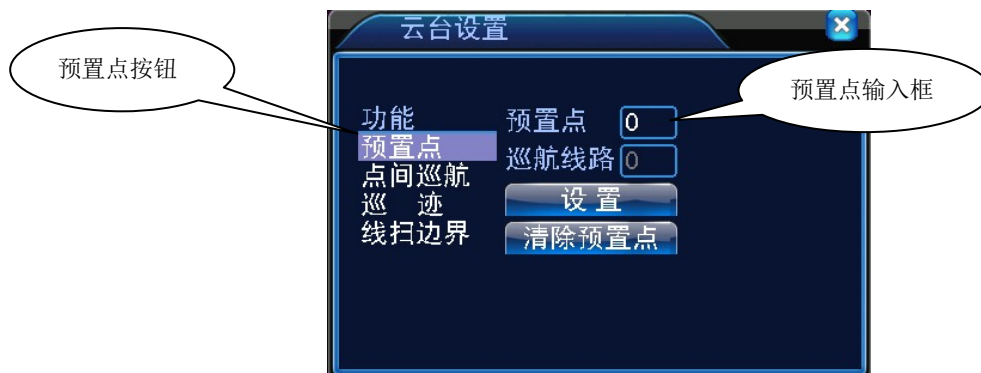 云台设置
预置点按钮
预置点输入框
功能
预置点
点间巡航
巡 迹
线扫边界
预置点 0
巡航线路 0
设 置
清除预置点